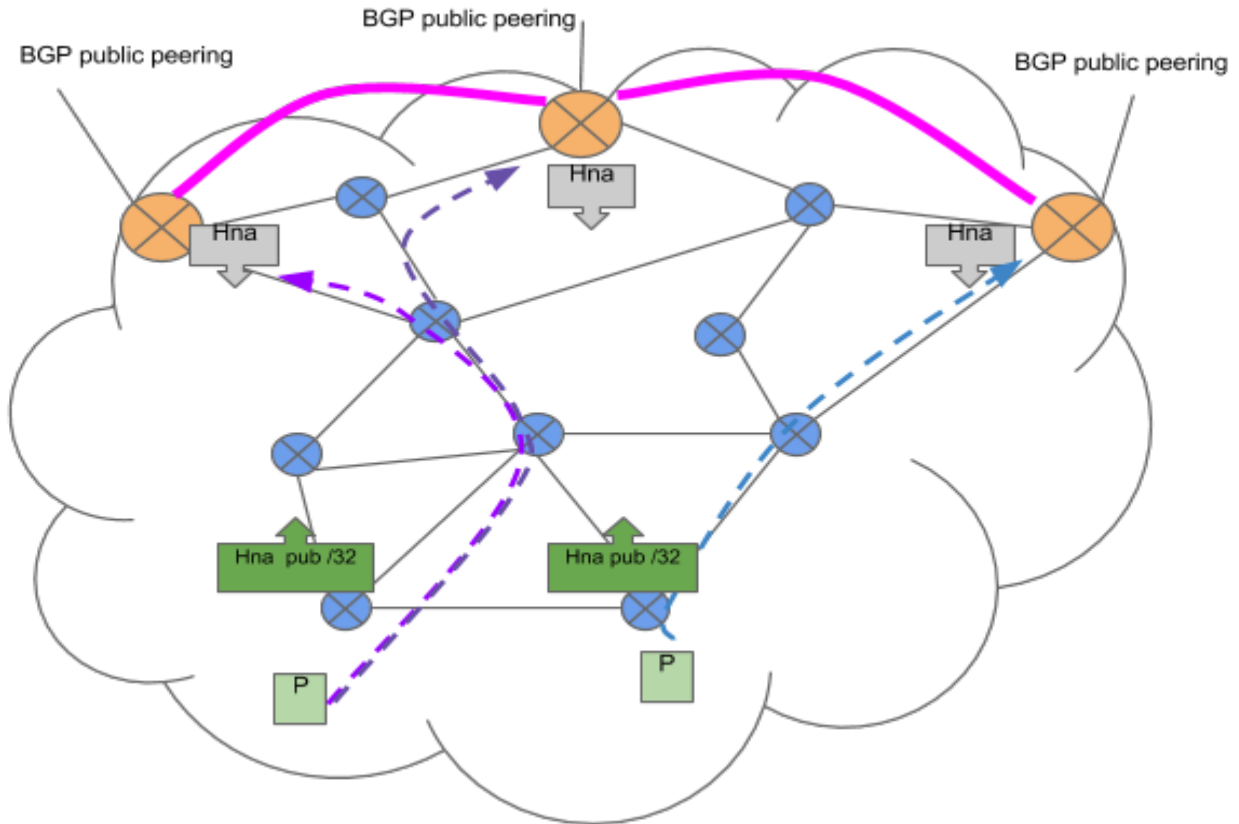 BGP public peering
BGP public peering
BGP public peering
Hna
Hna
Hna
Hna pub /32
Hna pub /32
P
P